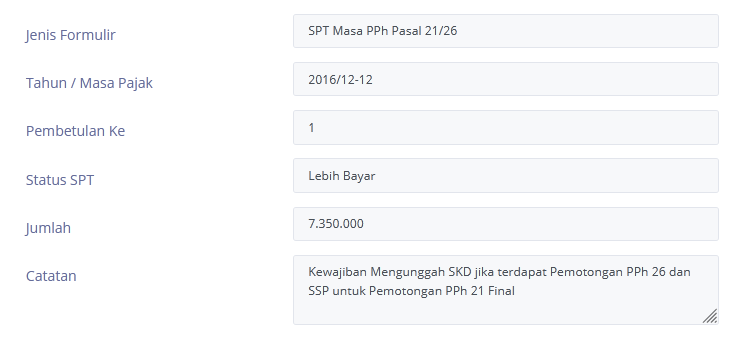 Jenis Formulir
SPT Masa PPh Pasal 21/26
Tahun / Masa Pajak
2016/12-12
Pembetulan Ke
1
Status SPT
Lebih Bayar
Jumlah
7.350.000
Catatan
Kewajiban Mengunggah SKD jika terdapat Pemotongan PPh 26 dan
SSP untuk Pemotongan PPh 21 Final